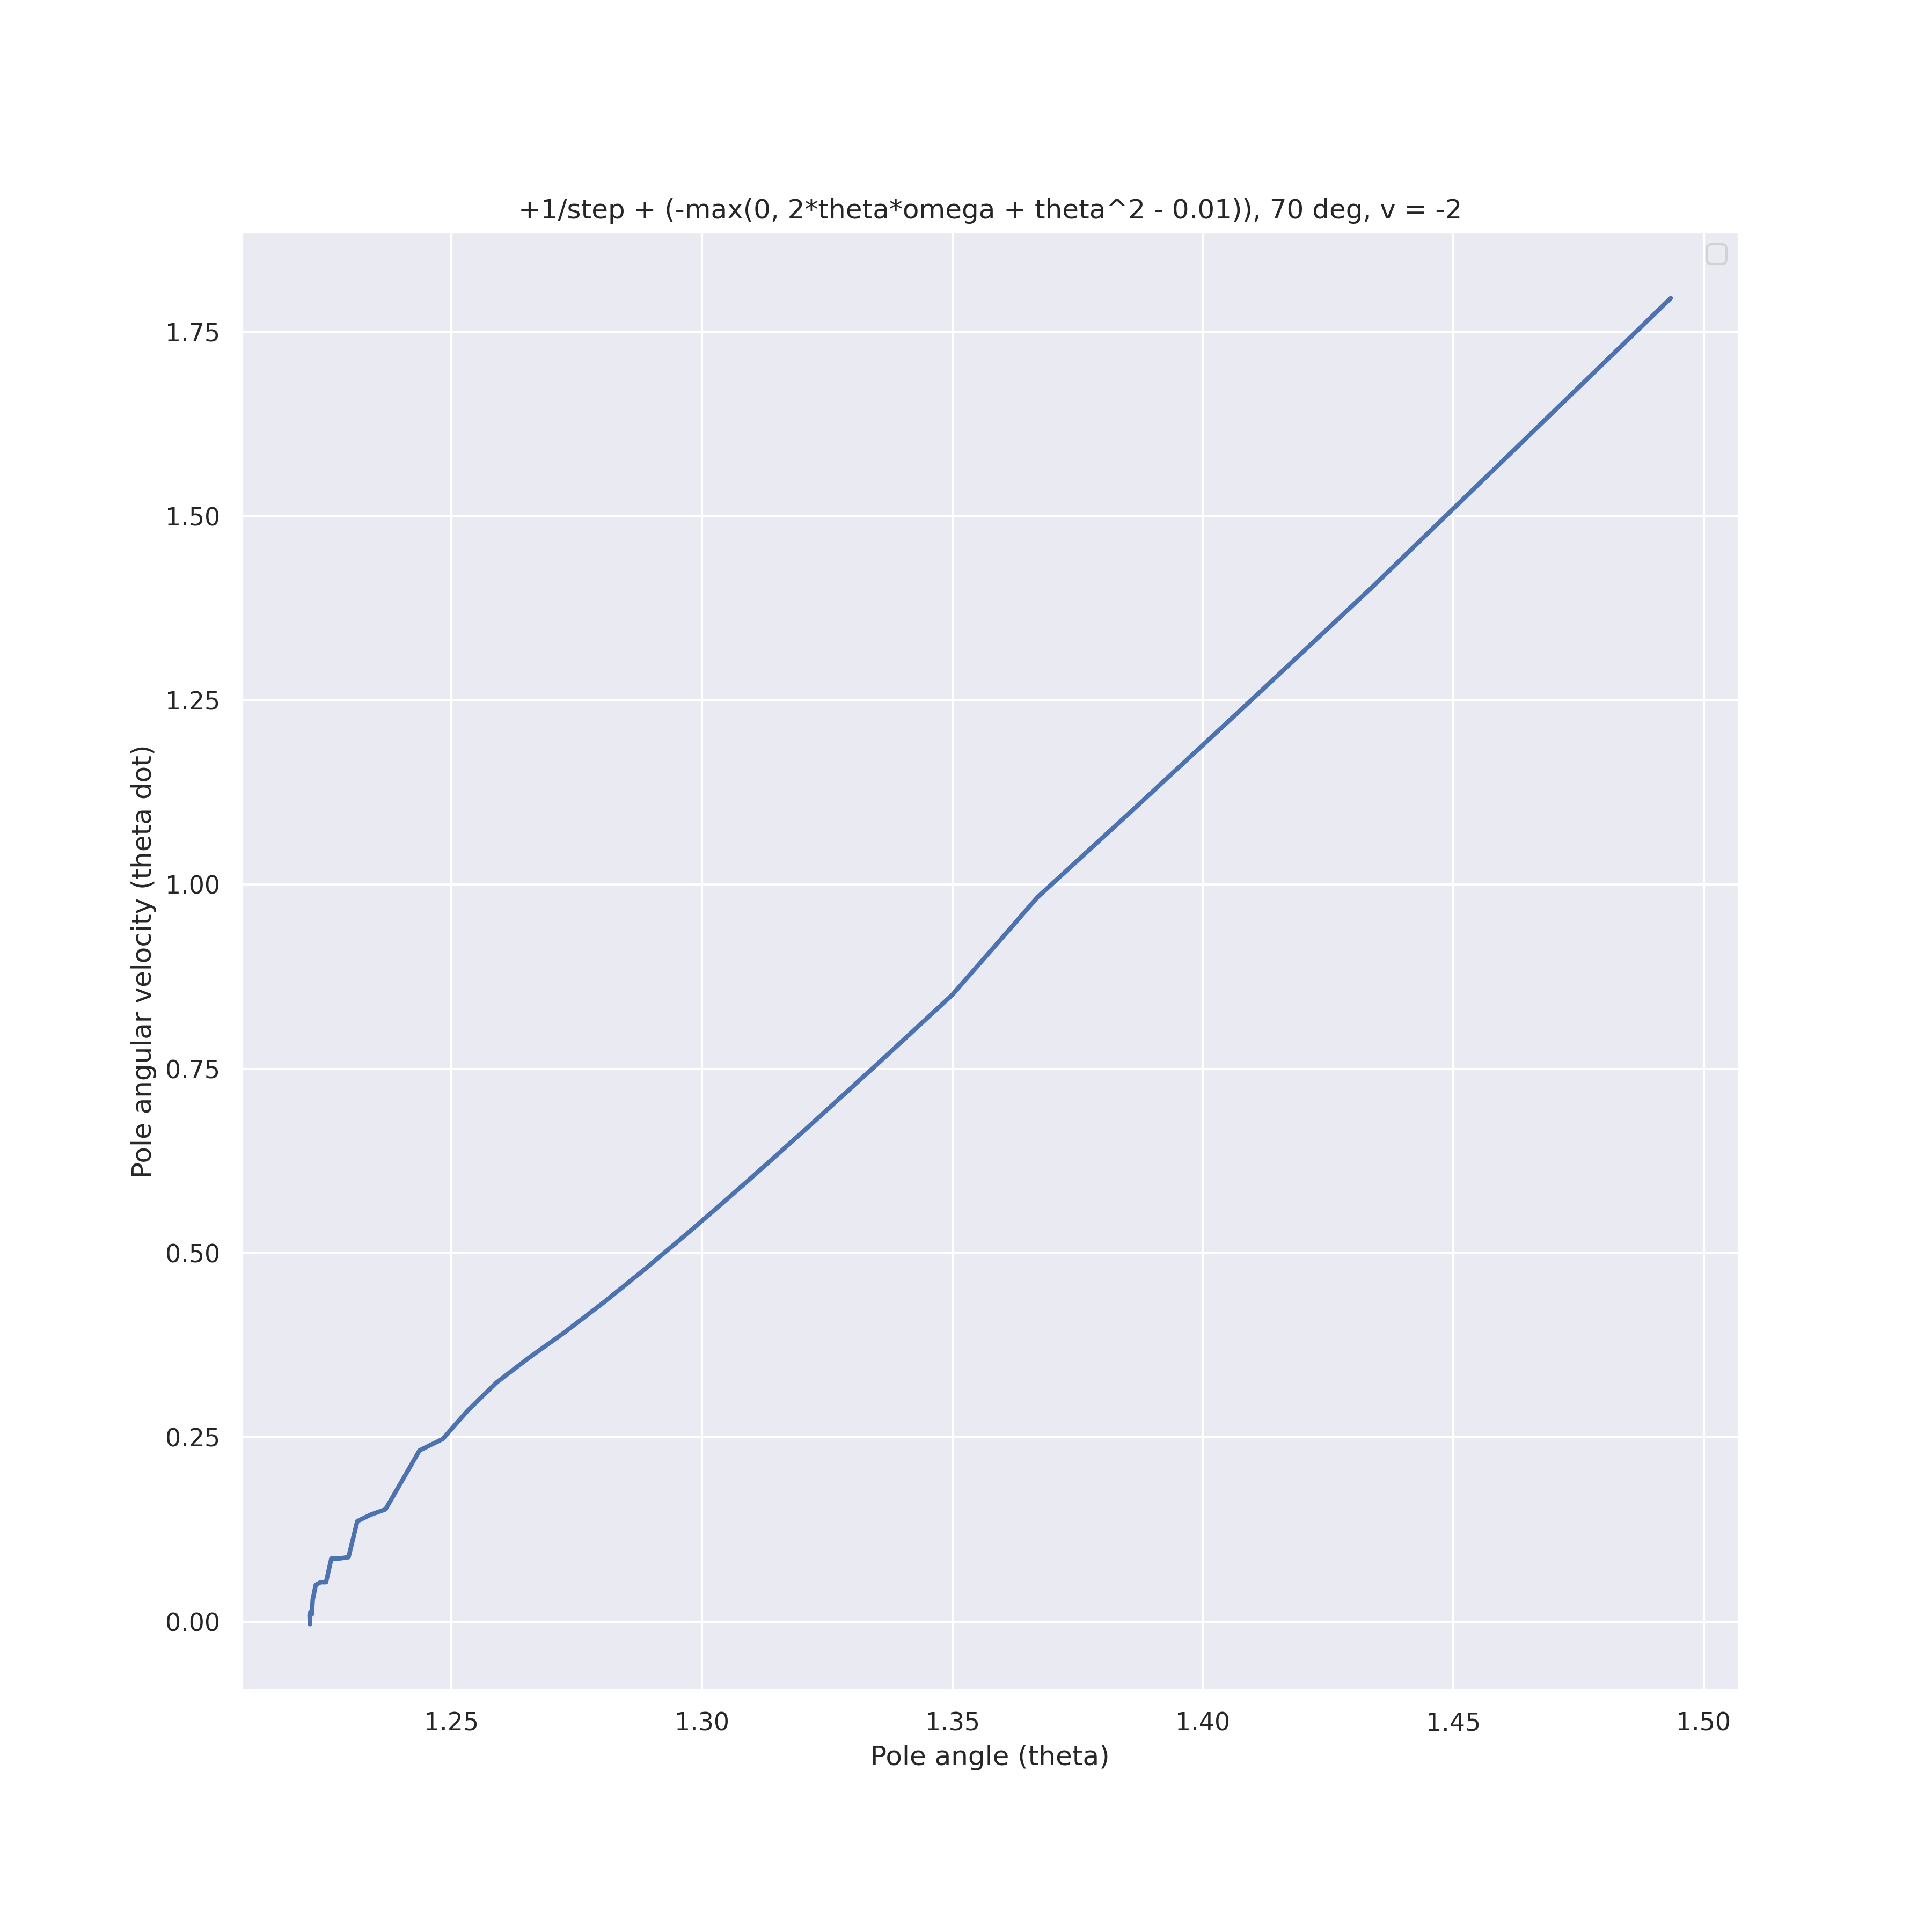 +1/step + (-max(0, 2*theta*omega + theta^2 - 0.01)), 70 deg, v = -2
1.75
1.50
1.25
1.00
0.75
0.50
0.25
0.00
Pole angular velocity (theta dot)
1.25 1.30 1.35 1.40 1.45 1.50
Pole angle (theta)